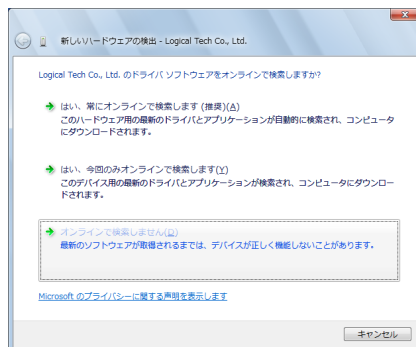 新しいハードウェアの検出 - Logical Tech Co., Ltd.
Logical Tech Co., Ltd. のドライバ ソフトウェアをオンラインで検索しますか?
はい、常にオンラインで検索します (推奨)(A)
このハードウェア用の最新のドライバとアプリケーションが自動的に検索され、コンピュータ
にダウンロードされます。
はい、今回のみオンラインで検索します(Y)
このデバイス用の最新のドライバとアプリケーションが検索され、コンピュータにダウンロー
ドされます。
オンラインで検索しません(D)
最新のソフトウェアが取得されるまでは、デバイスが正しく機能しないことがあります。
Microsoft のプライバシーに関する声明を表示します
キャンセル